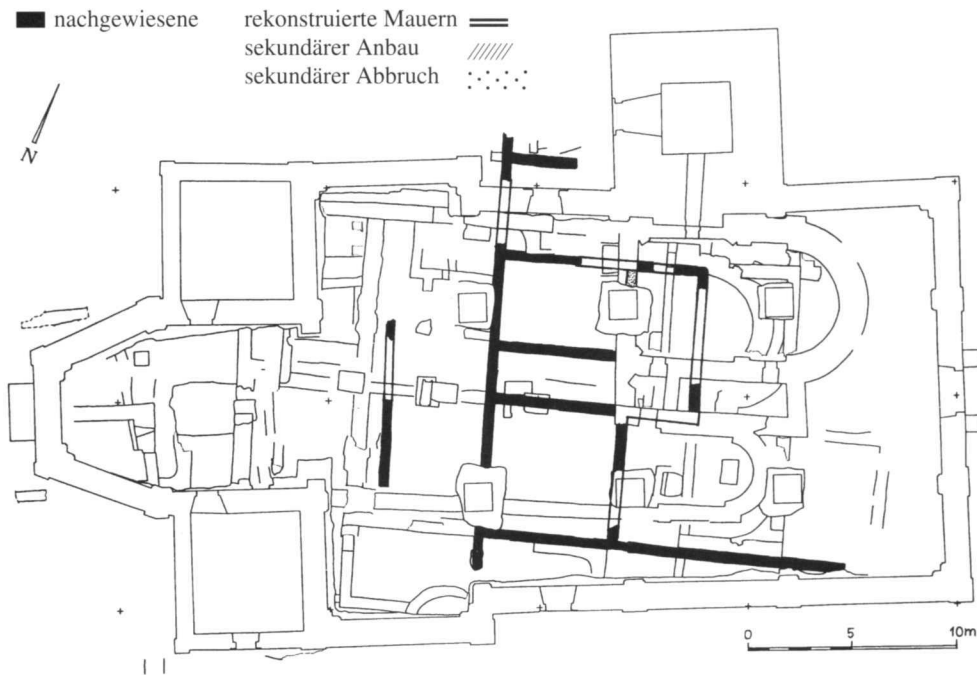 nachgewiesene rekonstruierte Mauern
sekundärer Anbau
sekundärer Abbruch
N
0 5 10m